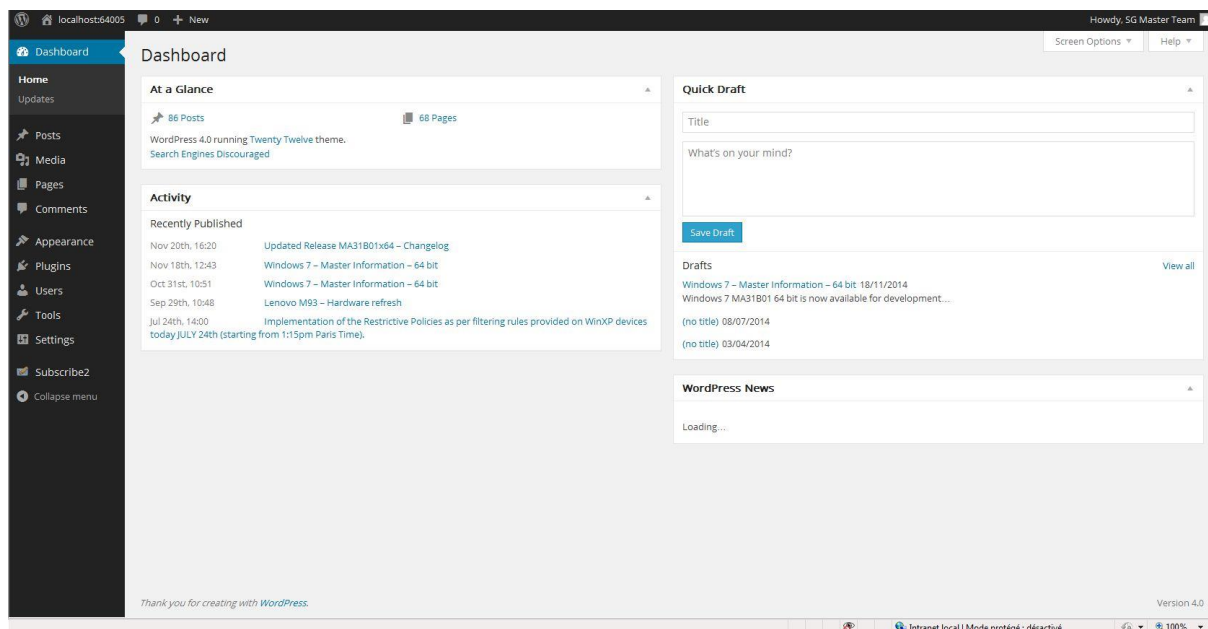 localhost:64005 0 + New
Howdy, SG Master Team
Dashboard
Home
Updates
Posts
Media
Pages
Comments
Appearance
Plugins
Users
Tools
Settings
Subscribe2
Collapse menu
Screen Options
Help
Dashboard
At a Glance
86 Posts
68 Pages
WordPress 4.0 running Twenty Twelve theme.
Search Engines Discouraged
Activity
Recently Published
Nov 20th, 16:20 Updated Release MA31B01x64 – Changelog
Nov 18th, 12:43 Windows 7 – Master Information – 64 bit
Oct 31st, 10:51 Windows 7 – Master Information – 64 bit
Sep 29th, 10:48 Lenovo M93 – Hardware refresh
Jul 24th, 14:00 Implementation of the Restrictive Policies as per filtering rules provided on WinXP devices
today JULY 24th (starting from 1:15pm Paris Time).
Quick Draft
Title
What's on your mind?
Save Draft
Drafts
View all
Windows 7 – Master Information – 64 bit 18/11/2014
Windows 7 MA31B01 64 bit is now available for development…
(no title) 08/07/2014
(no title) 03/04/2014
WordPress News
Loading...
Thank you for creating with WordPress.
Version 4.0
Intranet local | Mode protégé : désactivé
100%